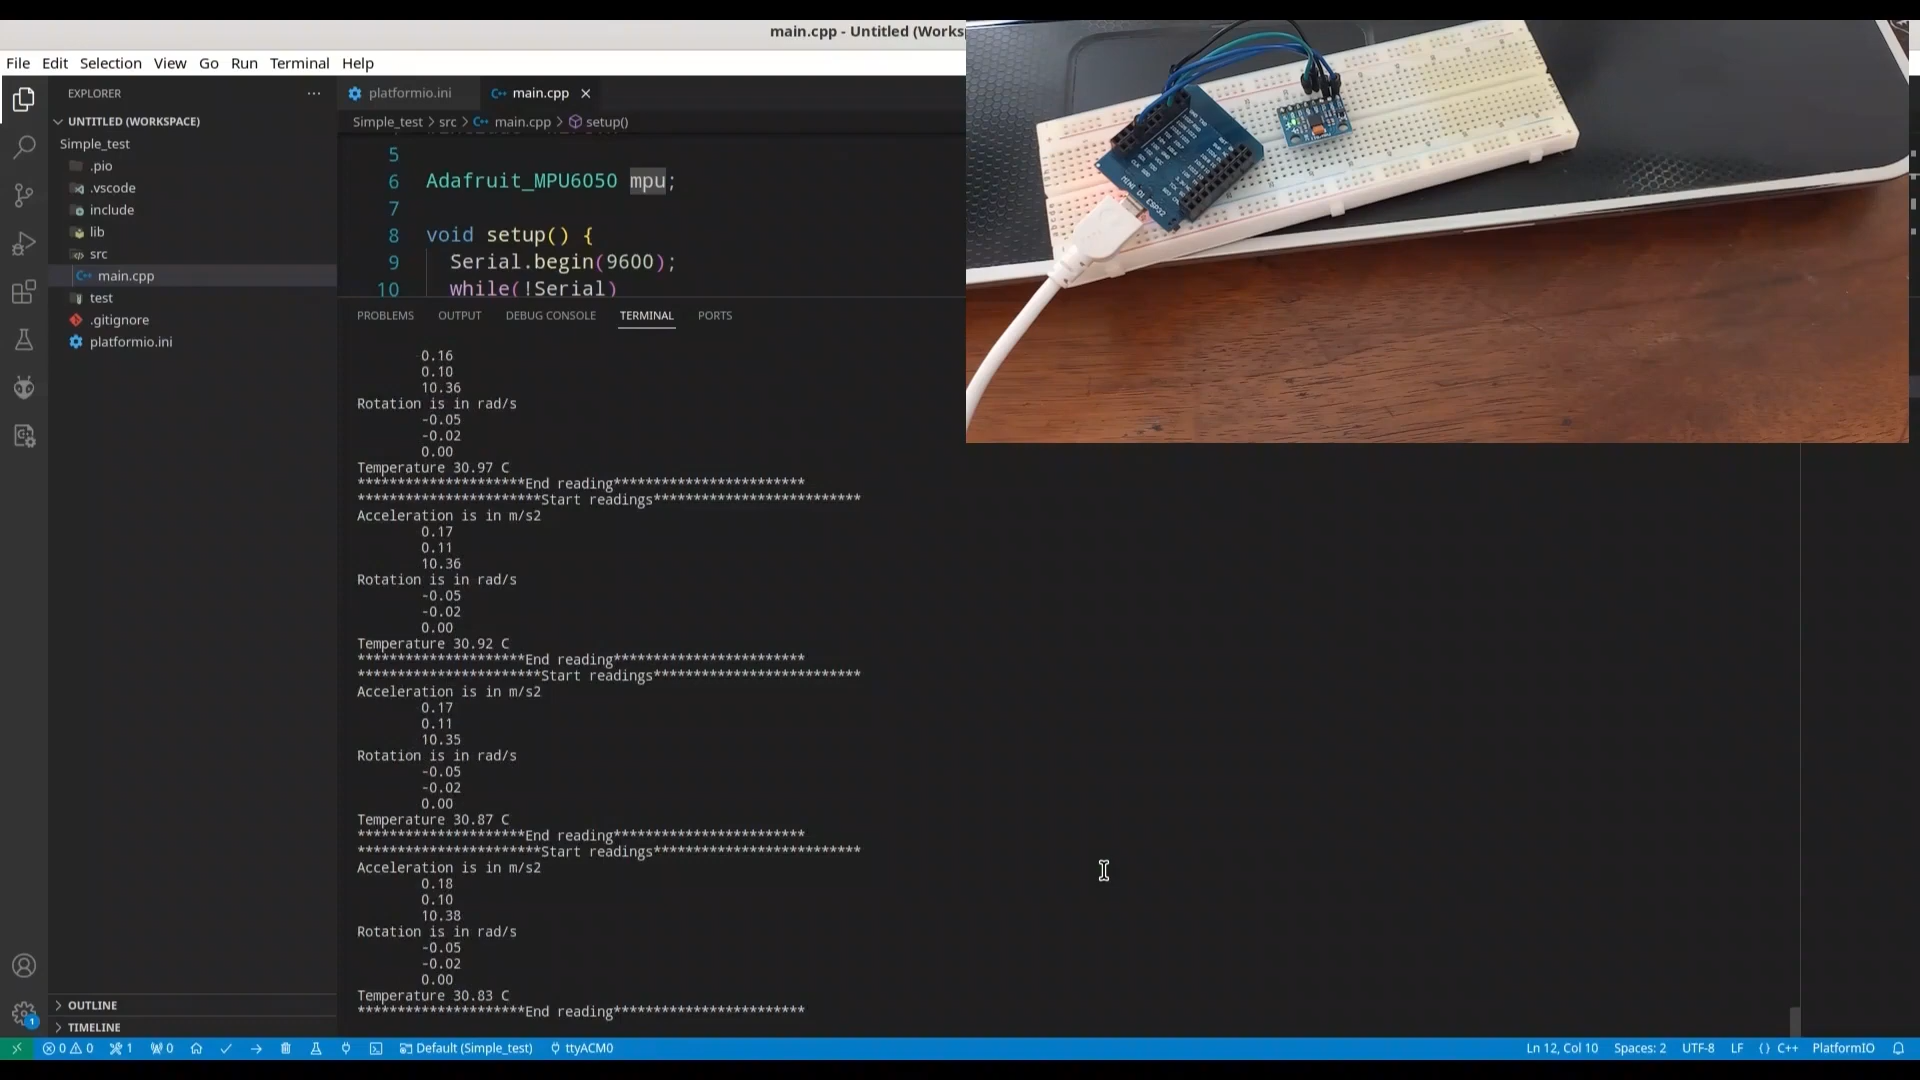 main.cpp - Untitled (Works
File Edit Selection View Go Run Terminal Help
EXPLORER
UNTITLED (WORKSPACE)
Simple_test
.pio
.vscode
include
lib
src
main.cpp
test
.gitignore
platformio.ini
OUTLINE
TIMELINE
platformio.ini main.cpp
Simple_test > src > main.cpp > setup()
5
6 Adafruit_MPU6050 mpu;
7
8 void setup() {
9 Serial.begin(9600);
10 while(!Serial)
PROBLEMS OUTPUT DEBUG CONSOLE TERMINAL PORTS
0.16
0.10
10.36
Rotation is in rad/s
-0.05
-0.02
0.00
Temperature 30.97 C
*********************End reading************************
***********************Start readings**************************
Acceleration is in m/s2
0.17
0.11
10.36
Rotation is in rad/s
-0.05
-0.02
0.00
Temperature 30.92 C
*********************End reading************************
***********************Start readings**************************
Acceleration is in m/s2
0.17
0.11
10.35
Rotation is in rad/s
-0.05
-0.02
0.00
Temperature 30.87 C
*********************End reading************************
***********************Start readings**************************
Acceleration is in m/s2
0.18
0.10
10.38
Rotation is in rad/s
-0.05
-0.02
0.00
Temperature 30.83 C
*********************End reading************************
MINI D1 ESP32
1
0 0 1 0 Default (Simple_test) ttyACM0 Ln 12, Col 10 Spaces: 2 UTF-8 LF {} C++ PlatformIO